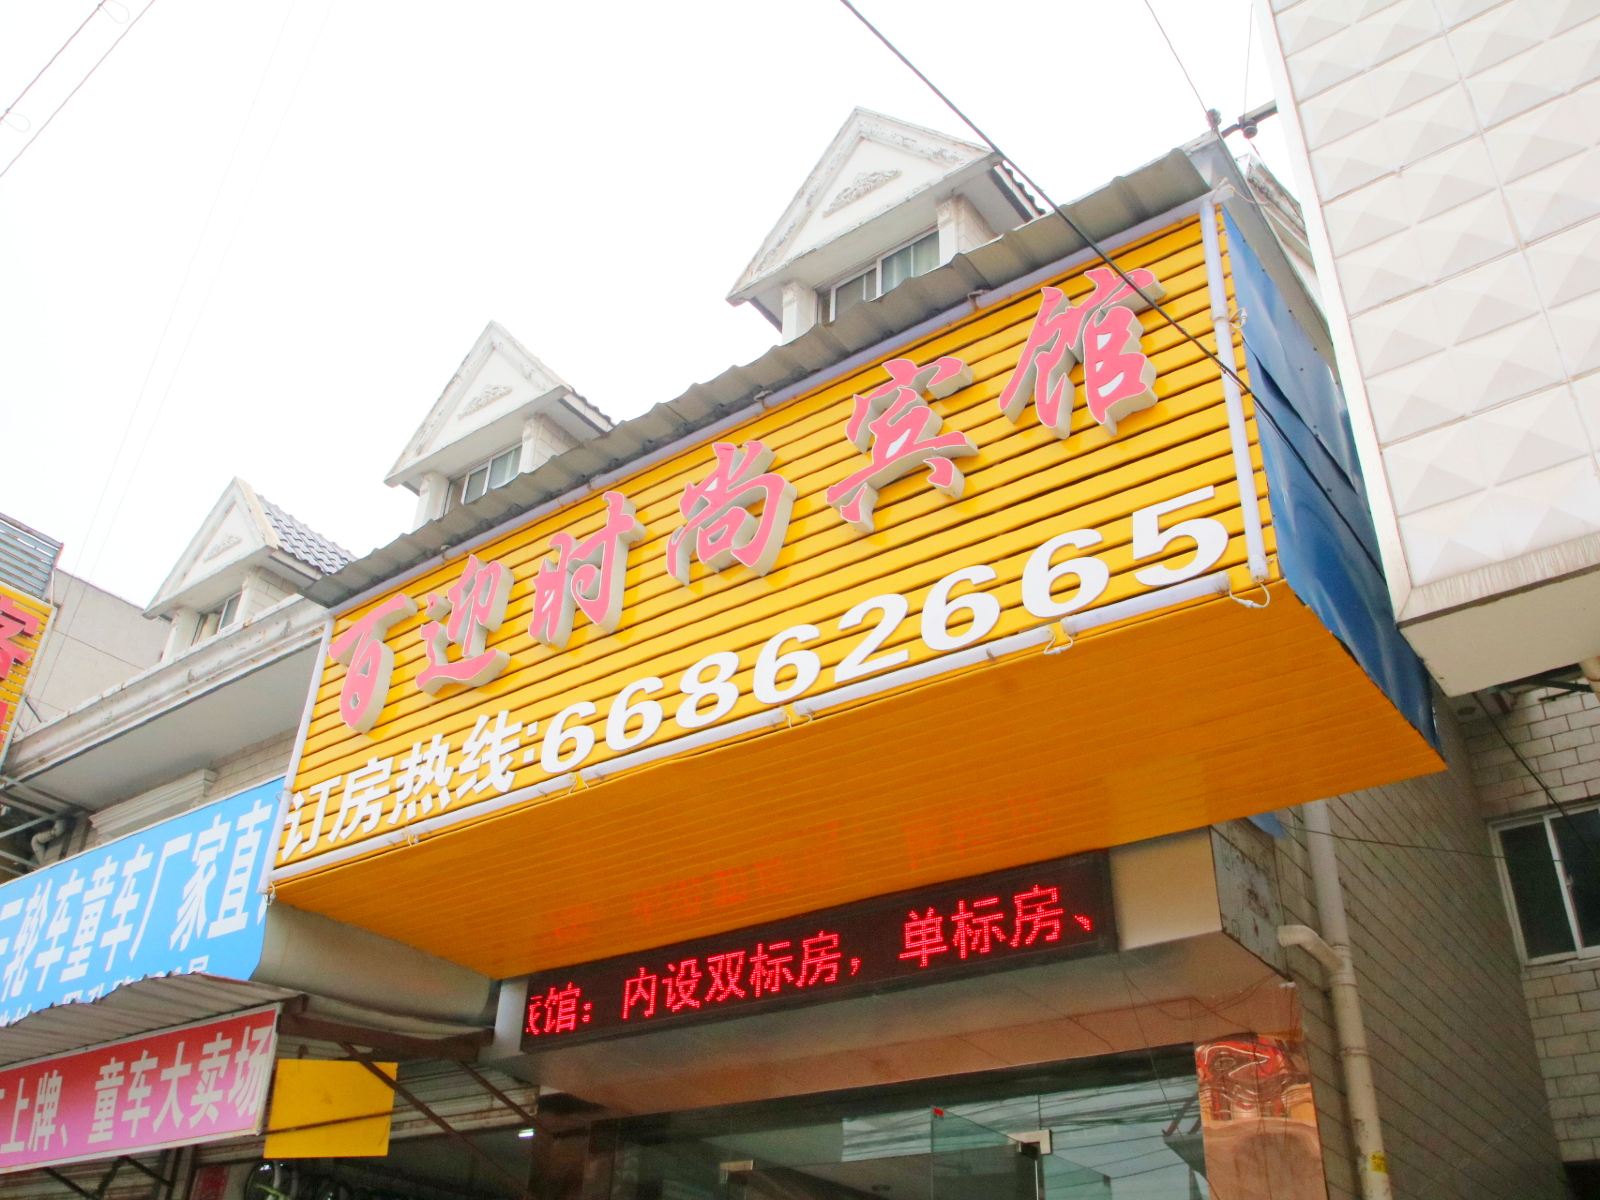 百迎时尚宾馆
订房热线:66862665
馆：内设双标房，单标房、
轮车童车厂家直
上牌、童车大卖场